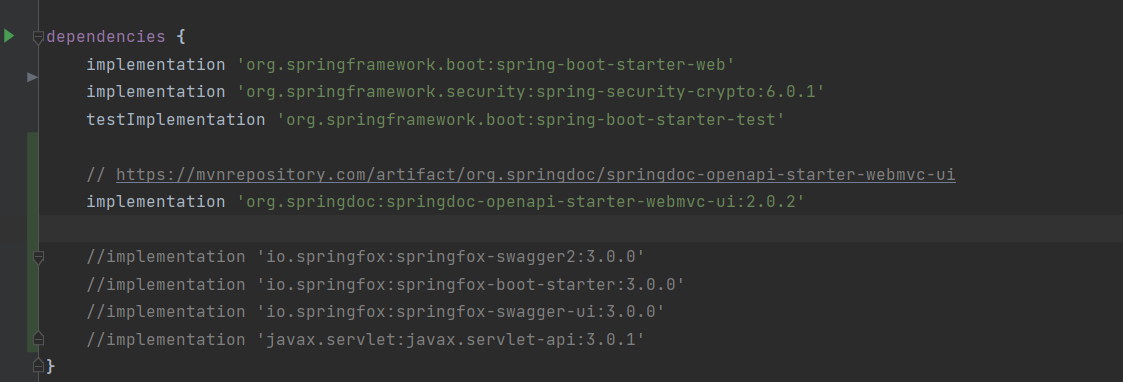 dependencies {
implementation 'org.springframework.boot:spring-boot-starter-web'
implementation 'org.springframework.security:spring-security-crypto:6.0.1'
testImplementation 'org.springframework.boot:spring-boot-starter-test'
// https://mvnrepository.com/artifact/org.springdoc/springdoc-openapi-starter-webmvc-ui
implementation 'org.springdoc:springdoc-openapi-starter-webmvc-ui:2.0.2'
//implementation 'io.springfox:springfox-swagger2:3.0.0'
//implementation 'io.springfox:springfox-boot-starter:3.0.0'
//implementation 'io.springfox:springfox-swagger-ui:3.0.0'
//implementation 'javax.servlet:javax.servlet-api:3.0.1'
}